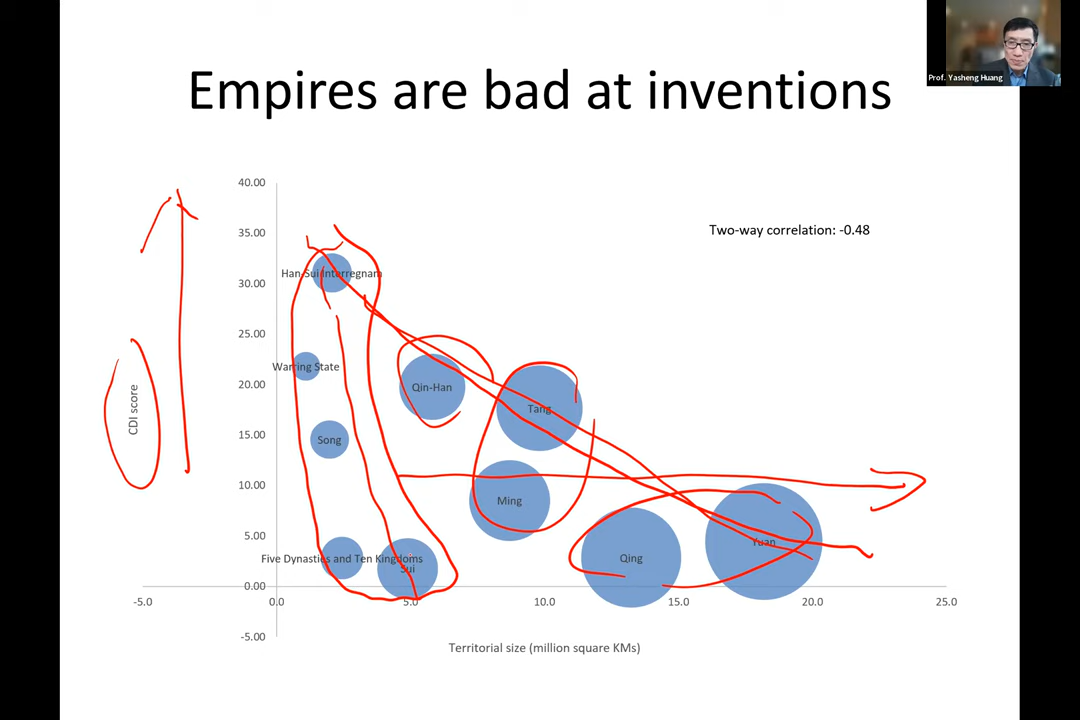 Prof. Yasheng Huang
Empires are bad at inventions
40.00
Two-way correlation: -0.48
35.00
Han-Sui Interregnam
30.00
25.00
Warring State
20.00
Qin-Han
Tang
CDI score
15.00
Song
10.00
Ming
5.00
Yuan
Five Dynasties and Ten Kingdoms
Sui
Qing
0.00
-5.0
0.0
5.0
10.0
15.0
20.0
25.0
-5.00
Territorial size (million square KMs)